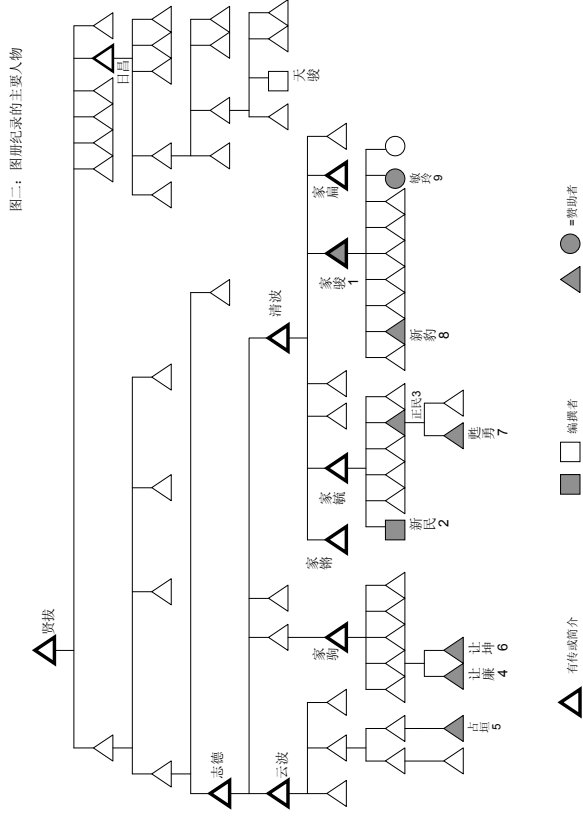 图二：图册纪录的主要人物
贤拔
日昌
天骏
志德
云波
清波
家驹
家锵
家毓
家骏
1
家扁
占垣
5
让廉
4
让坤
6
新民
2
正民3
甦勇
7
新豹
8
敏玲
9
有传或简介
编撰者
=赞助者